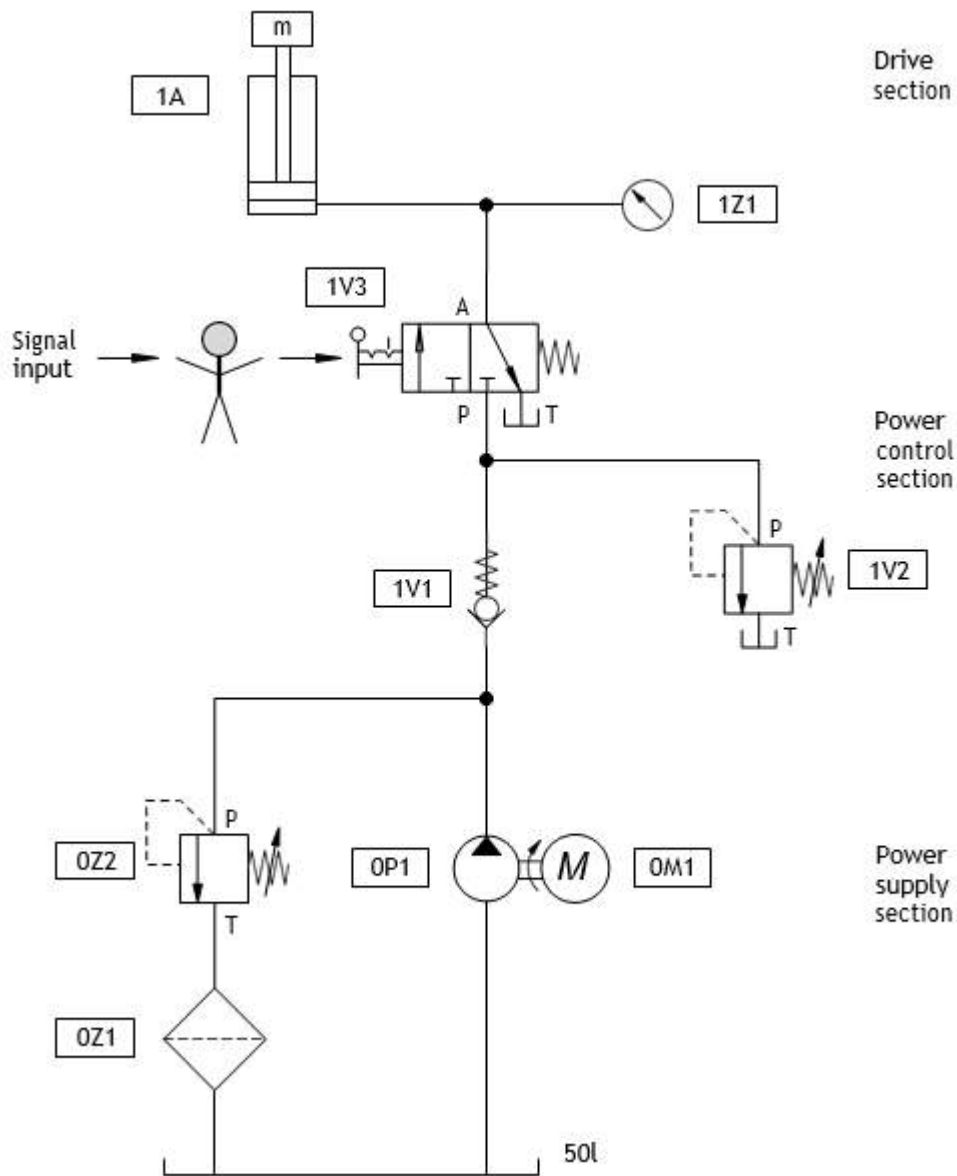 m
1A
Drive
section
1Z1
1V3
A
Signal
input
P
T
Power
control
section
P
1V1
1V2
T
P
0Z2
0P1
M
0M1
Power
supply
section
T
0Z1
50l